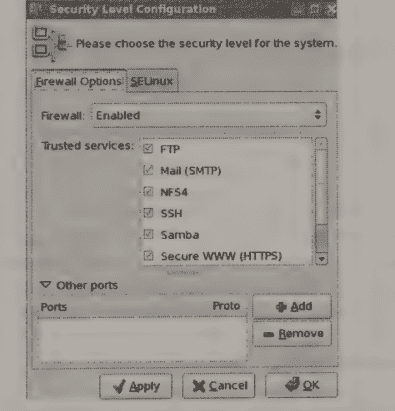 Security Level Configuration
Please choose the security level for the system.
Firewall Options SELinux
Firewall: Enabled
Trusted services: FTP
Mail (SMTP)
NFS4
SSH
Samba
Secure WWW (HTTPS)
Other ports
Ports Proto Add
Remove
Apply Cancel OK